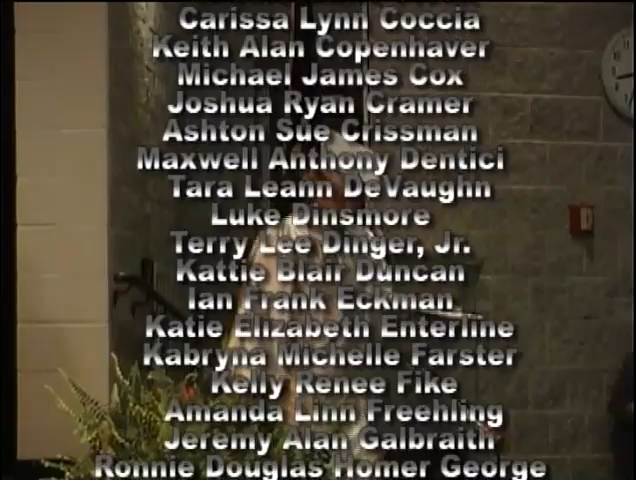 Carissa Lynn Coccia
Keith Alan Copenhaver
Michael James Cox
Joshua Ryan Cramer
Ashton Sue Crissman
Maxwell Anthony Dentici
Tara Leann DeVaughn
Luke Dinsmore
Terry Lee Dinger, Jr.
Kattie Blair Duncan
Ian Frank Eckman
Katie Elizabeth Enterline
Kabryna Michelle Farster
Kelly Renee Fike
Amanda Linn Freehling
Jeremy Alan Galbraith
Ronnie Douglas Homer George